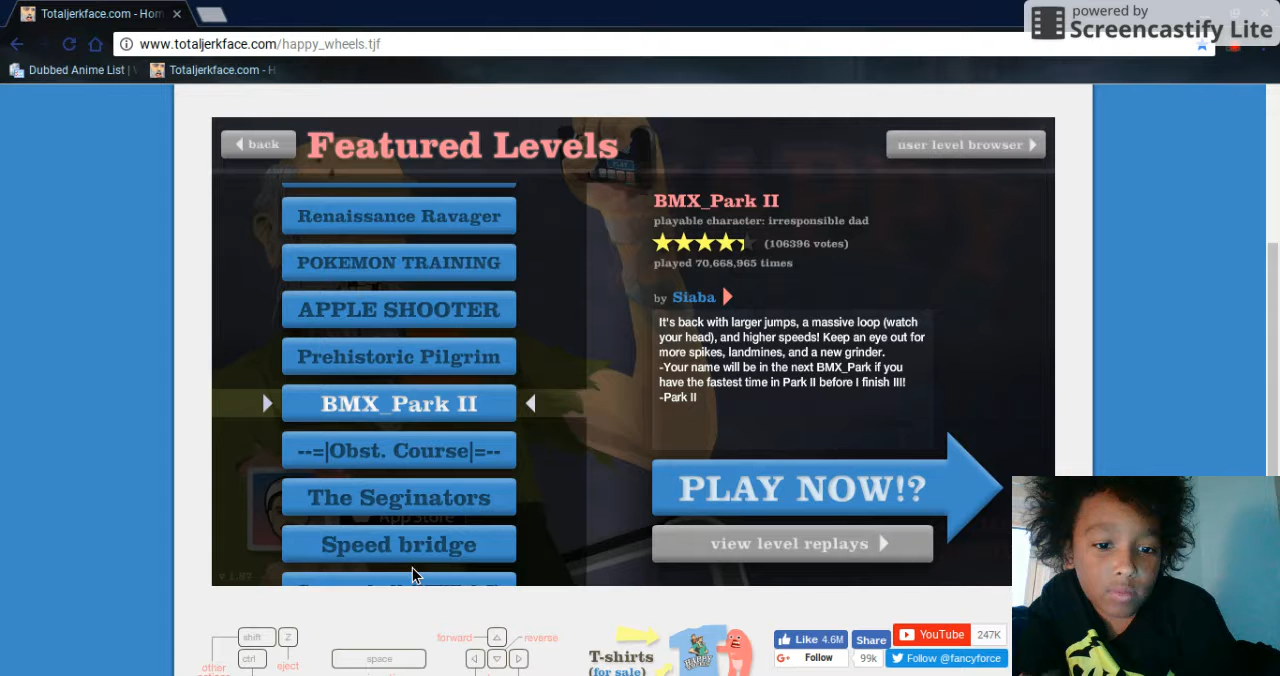 Totaljerkface.com - Hom
powered by
Screencastify Lite
www.totaljerkface.com/happy_wheels.tjf
Dubbed Anime List |
Totaljerkface.com - H
back
Featured Levels
user level browser
Renaissance Ravager
POKEMON TRAINING
APPLE SHOOTER
Prehistoric Pilgrim
BMX_Park II
--=|Obst. Course|=--
The Seginators
App Store
Speed bridge
v 1.87
BMX_Park II
playable character: irresponsible dad
(106396 votes)
played 70,668,965 times
by Siaba
It's back with larger jumps, a massive loop (watch
your head), and higher speeds! Keep an eye out for
more spikes, landmines, and a new grinder.
-Your name will be in the next BMX_Park if you
have the fastest time in Park II before I finish III!
-Park II
PLAY NOW!?
view level replays
shift
Z
ctrl
eject
other
space
forward
reverse
T-shirts
(for sale)
HAPPY
Like 4.6M
Share
YouTube 247K
G+ Follow
99k
Follow @fancyforce